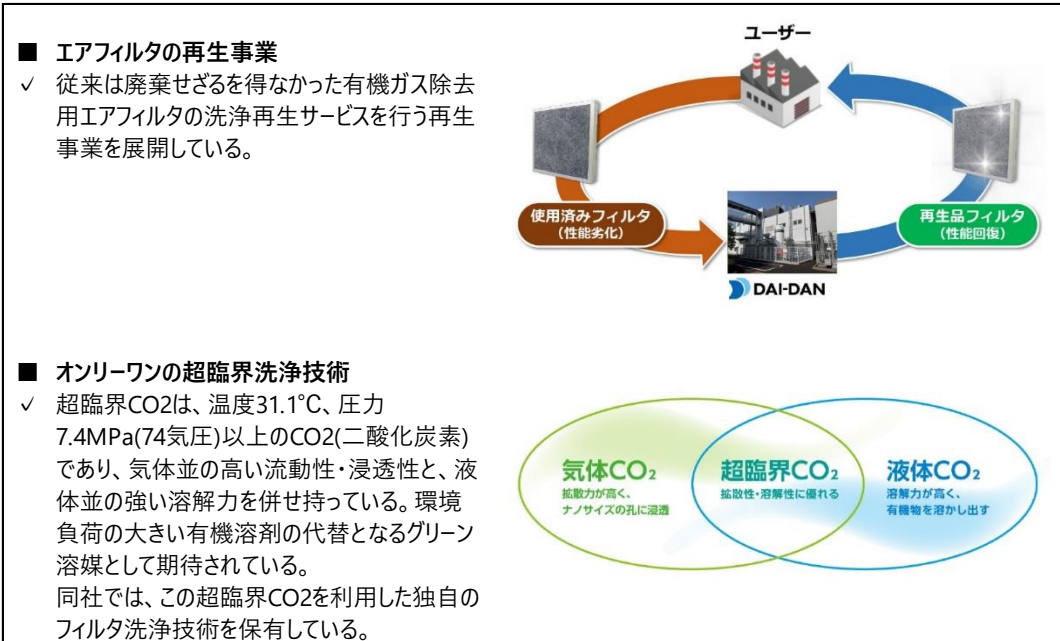 ■ エアフィルタの再生事業
✓ 従来は廃棄せざるを得なかった有機ガス除去
用エアフィルタの洗浄再生サービスを行う再生
事業を展開している。
ユーザー
使用済みフィルタ
(性能劣化)
再生品フィルタ
(性能回復)
DAI-DAN
■ オンリーワンの超臨界洗浄技術
✓ 超臨界CO2は、温度31.1℃、圧力
7.4MPa(74気圧)以上のCO2(二酸化炭素)
であり、気体並の高い流動性・浸透性と、液
体並の強い溶解力を併せ持っている。環境
負荷の大きい有機溶剤の代替となるグリーン
溶媒として期待されている。
同社では、この超臨界CO2を利用した独自の
フィルタ洗浄技術を保有している。
気体CO₂
拡散力が高く、
ナノサイズの孔に浸透
超臨界CO₂
拡散性・溶解性に優れる
液体CO₂
溶解力が高く、
有機物を溶かし出す